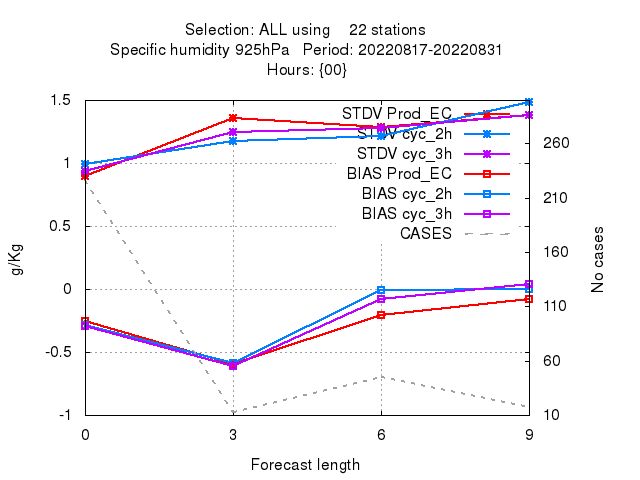 Selection: ALL using    22 stations
Specific humidity 925hPa   Period: 20220817-20220831
Hours: {00}
1.5
1
0.5
0
-0.5
-1
g/Kg
STDV Prod_EC
STDV cyc_2h
STDV cyc_3h
BIAS Prod_EC
BIAS cyc_2h
BIAS cyc_3h
CASES
260
210
160
110
60
10
No cases
0 3 6 9
Forecast length